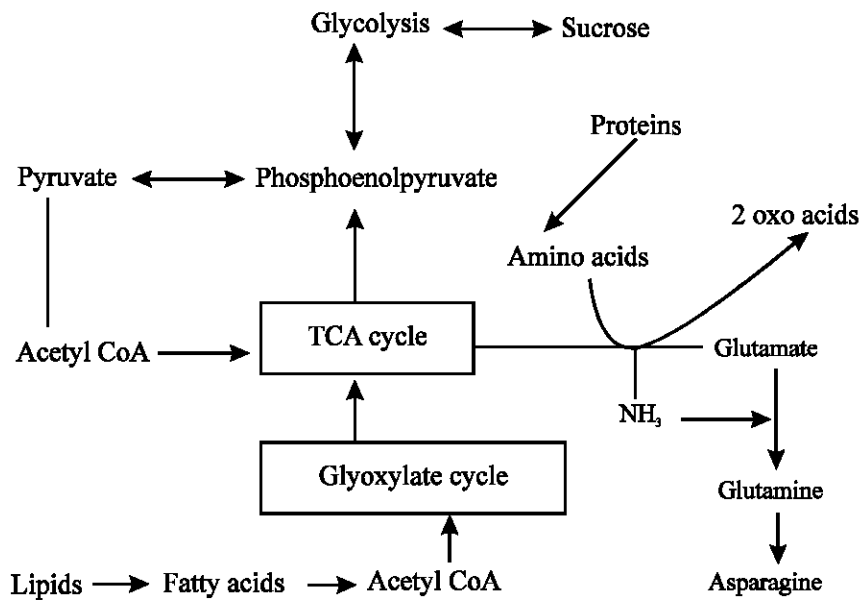 Glycolysis
Sucrose
Proteins
Pyruvate
Phosphoenolpyruvate
2 oxo acids
Amino acids
TCA cycle
Acetyl CoA
Glutamate
NH₃
Glyoxylate cycle
Glutamine
Lipids
Fatty acids
Acetyl CoA
Asparagine